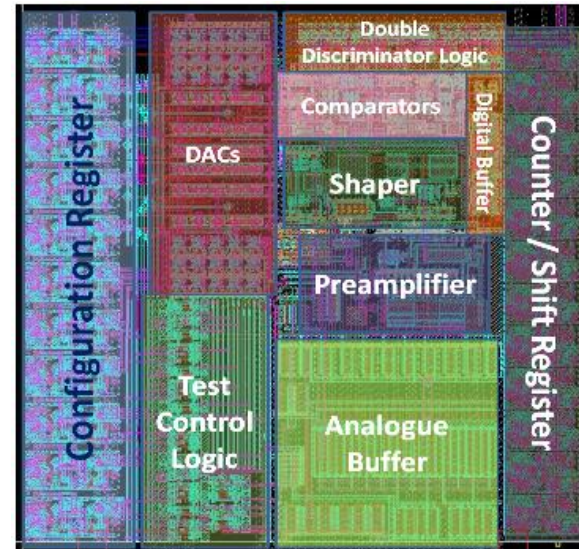 Configuration Register
DACs
Test
Control
Logic
Double
Discriminator Logic
Comparators
Digital Buffer
Shaper
Preamplifier
Analogue
Buffer
Counter / Shift Register